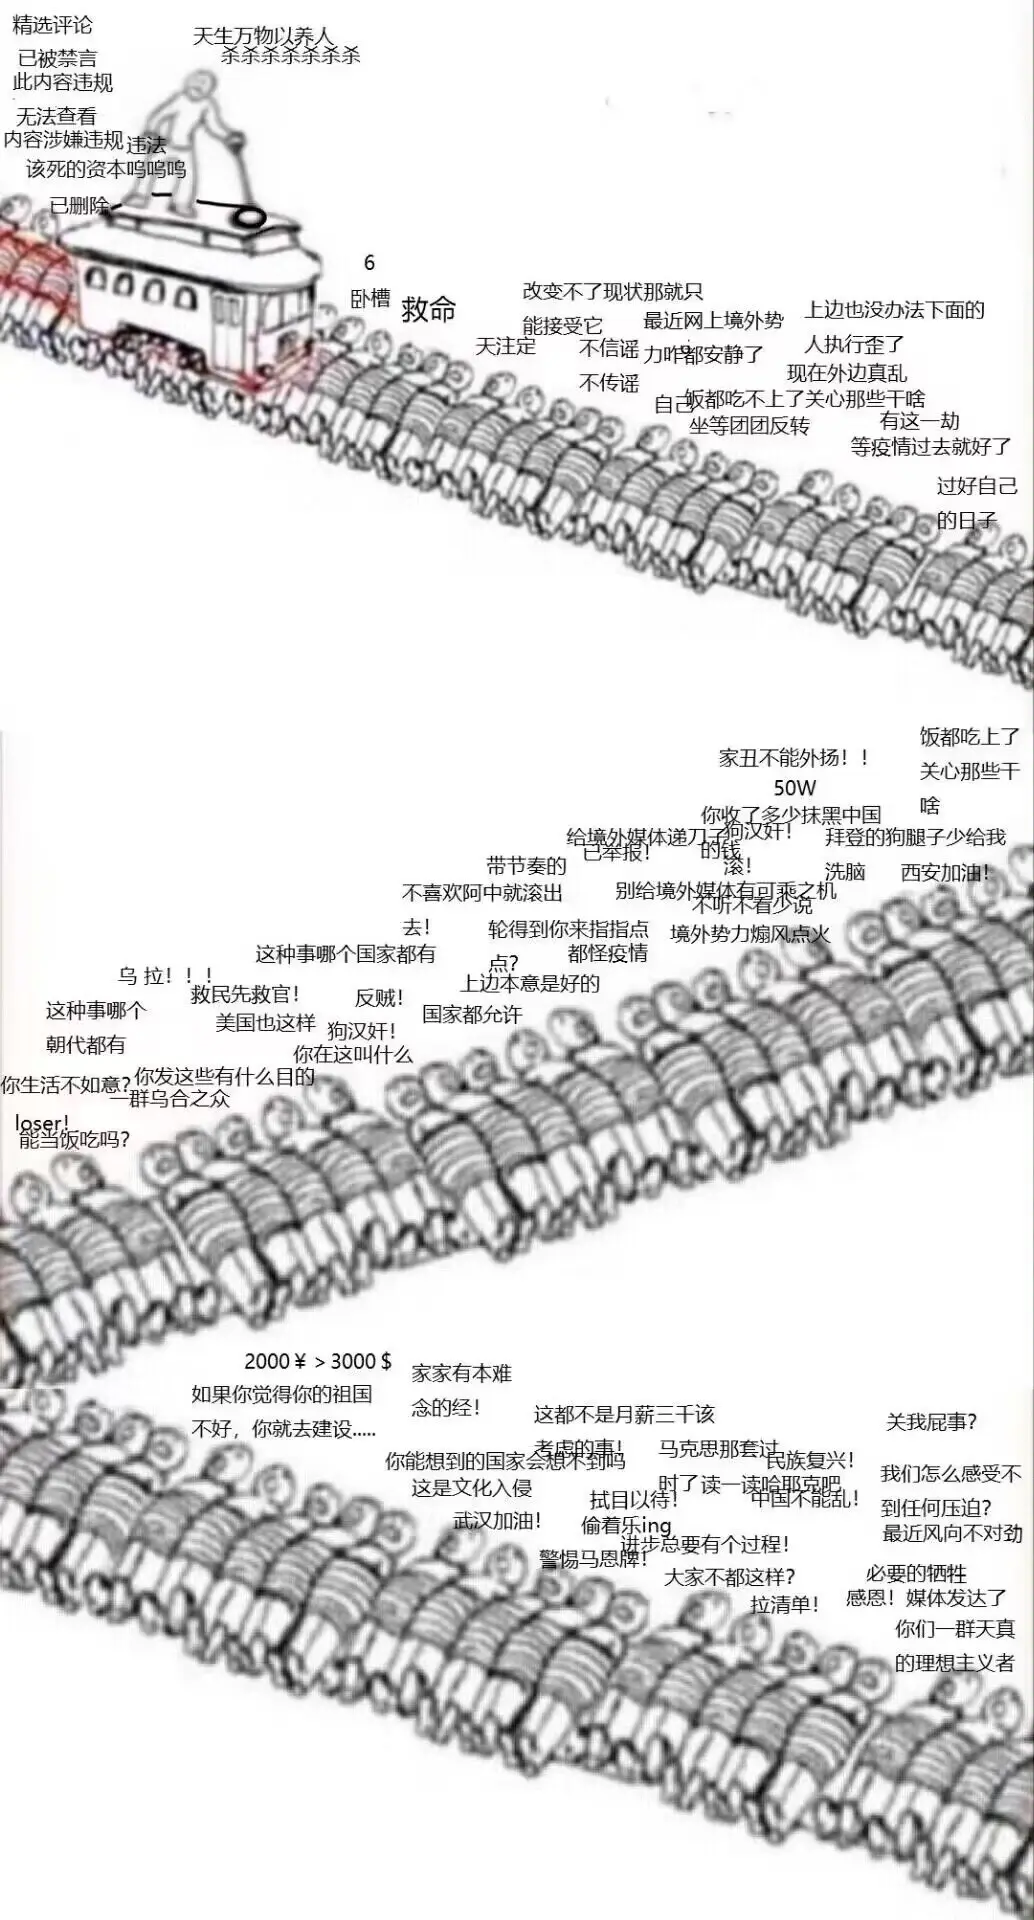 精选评论
天生万物以养人
杀杀杀杀杀杀杀
已被禁言
此内容违规
无法查看
内容涉嫌违规
违法
该死的资本呜呜呜
已删除
6
卧槽
救命
改变不了现状那就只
能接受它
天注定
不信谣
不传谣
最近网上境外势
力咋都安静了
上边也没办法下面的
人执行歪了
现在外边真乱
自己
饭都吃不上了关心那些干啥
坐等团团反转
有这一劫
等疫情过去就好了
过好自己
的日子
饭都吃上了
关心那些干
啥
家丑不能外场！！
50W
你收了多少抹黑中国
的钱
给境外媒体递刀子
狗汉奸！
滚！
已举报！
拜登的狗腿子少给我
洗脑
西安加油！
带节奏的
不喜欢阿中就滚出
去！
别给境外媒体有可乘之机
不听不看少说
轮得到你来指指点
点？
境外势力煽风点火
都怪疫情
这种事哪个国家都有
上边本意是好的
乌 拉！！！
救民先救官！
反贼！
国家都允许
这种事哪个
朝代都有
美国也这样
狗汉奸！
你在这叫什么
你生活不如意？
loser！
你发这些有什么目的
一群乌合之众
能当饭吃吗？
2000￥＞3000＄
如果你觉得你的祖国
不好，你就去建设.....
家家有本难
念的经！
这都不是月薪三千该
考虑的事！
关我屁事？
你能想到的国家会想不到吗
马克思那套过
时了读一读哈耶克吧
民族复兴！
这是文化入侵
我们怎么感受不
到任何压迫？
拭目以待！
中国不能乱！
武汉加油！
偷着乐ing
最近风向不对劲
进步总要有个过程！
警惕马恩牌！
大家不都这样？
必要的牺牲
拉清单！
感恩！媒体发达了
你们一群天真
的理想主义者